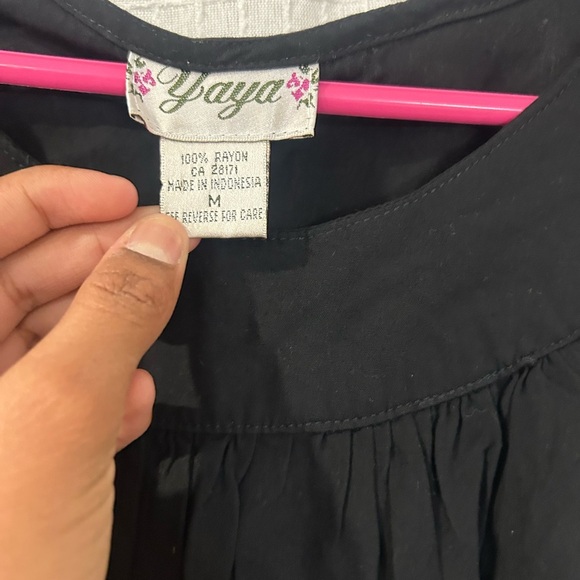 Yaya
100% RAYON
CA 28171
MADE IN INDONESIA
M
SEE REVERSE FOR CARE